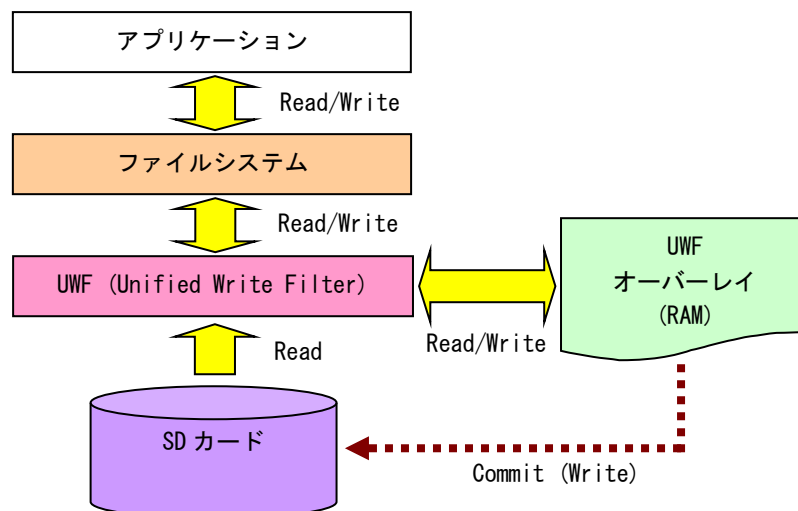 アプリケーション
Read/Write
ファイルシステム
Read/Write
UWF (Unified Write Filter)
UWF
オーバーレイ
(RAM)
Read/Write
Read
SD カード
Commit (Write)